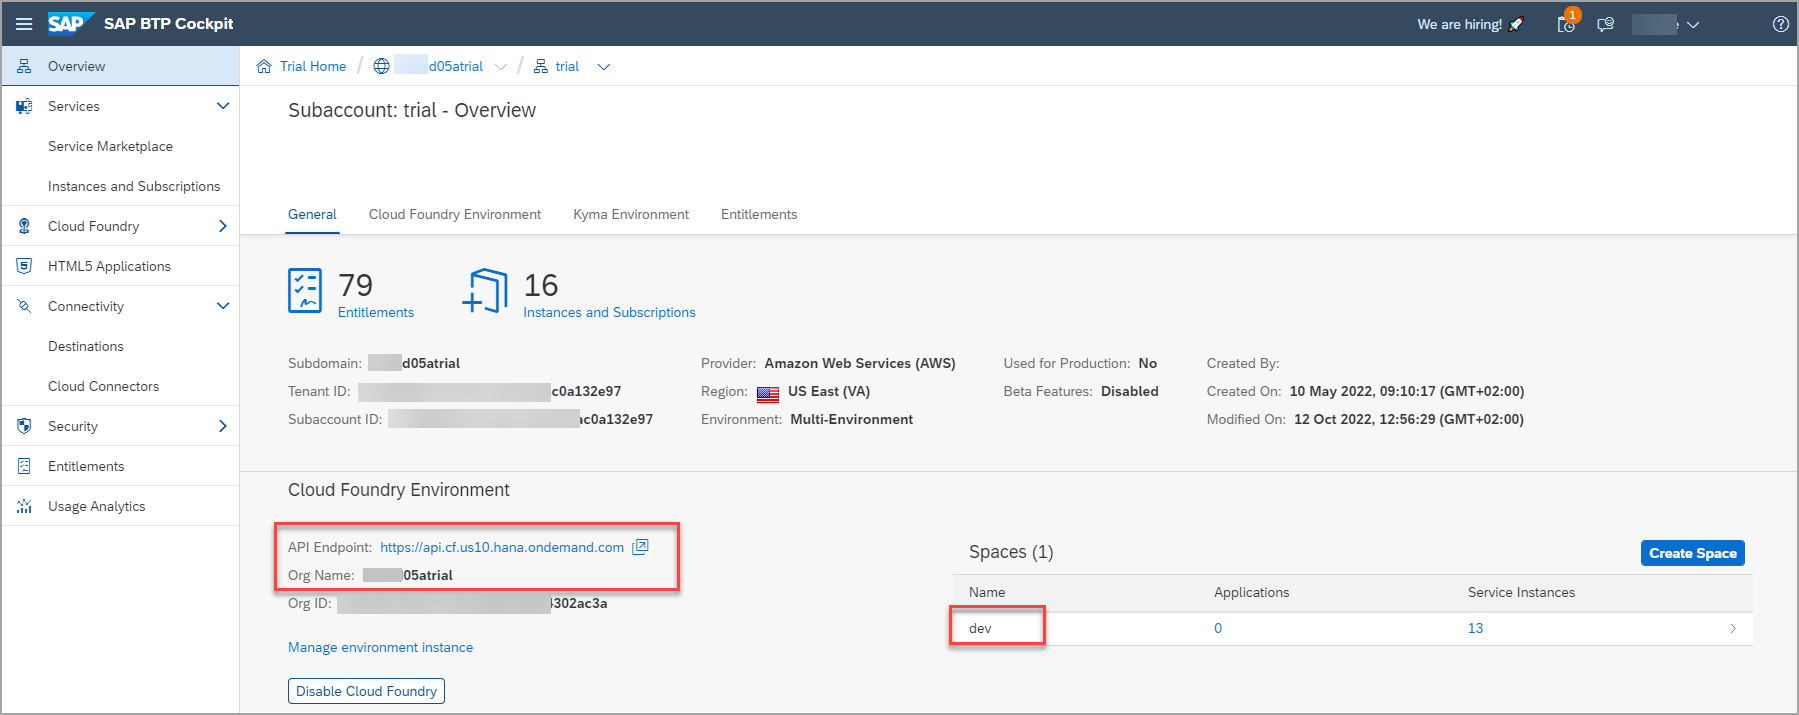 SAP SAP BTP Cockpit
We are hiring! 1
Overview
Services
Service Marketplace
Instances and Subscriptions
Cloud Foundry
HTML5 Applications
Connectivity
Destinations
Cloud Connectors
Security
Entitlements
Usage Analytics
Trial Home / d05atrial / trial
Subaccount: trial - Overview
General Cloud Foundry Environment Kyma Environment Entitlements
79 Entitlements
16 Instances and Subscriptions
Subdomain: d05atrial
Tenant ID: c0a132e97
Subaccount ID: ac0a132e97
Provider: Amazon Web Services (AWS)
Region: US East (VA)
Environment: Multi-Environment
Used for Production: No
Beta Features: Disabled
Created By:
Created On: 10 May 2022, 09:10:17 (GMT+02:00)
Modified On: 12 Oct 2022, 12:56:29 (GMT+02:00)
Cloud Foundry Environment
API Endpoint: https://api.cf.us10.hana.ondemand.com
Org Name: 05atrial
Org ID: 4302ac3a
Manage environment instance
Disable Cloud Foundry
Spaces (1) Create Space
Name Applications Service Instances
dev 0 13